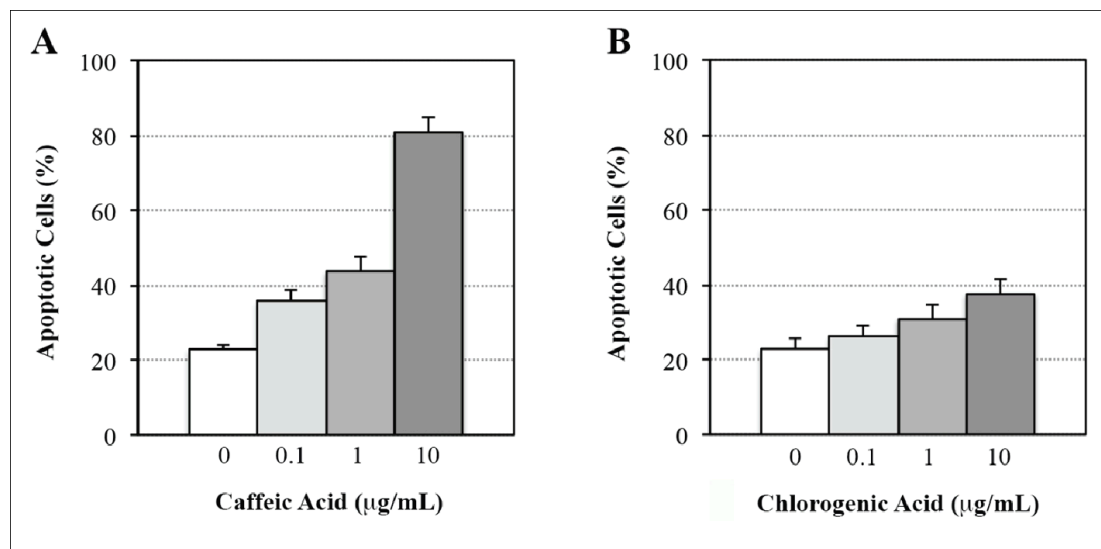 A
100
80
60
40
20
0
Apoptotic Cells (%)
0 0.1 1 10
Caffeic Acid (μg/mL)
B
100
80
60
40
20
0
Apoptotic Cells (%)
0 0.1 1 10
Chlorogenic Acid (μg/mL)